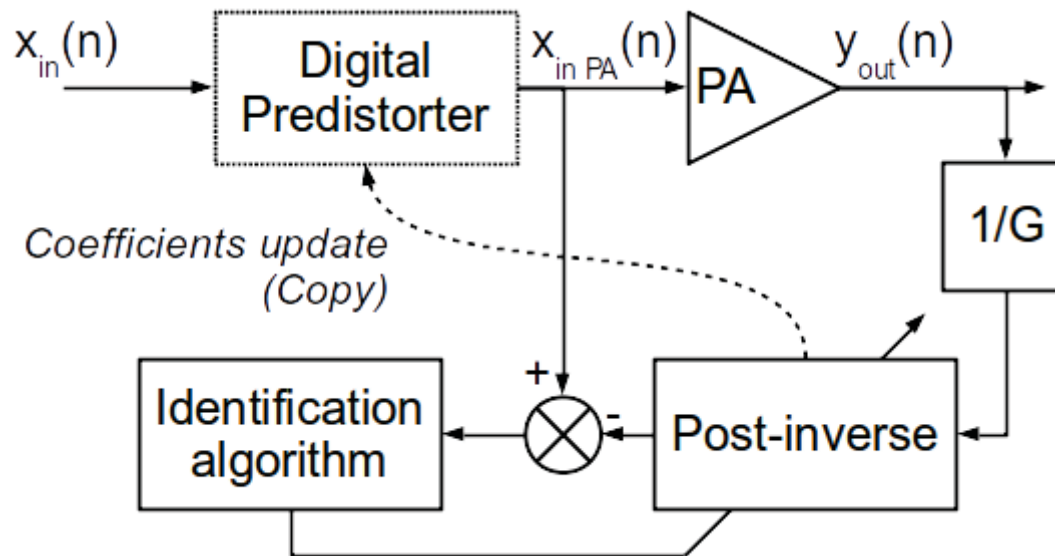 x_in(n)
Digital
Predistorter
x_in PA(n)
PA
y_out(n)
1/G
Coefficients update
(Copy)
+
-
Identification
algorithm
Post-inverse